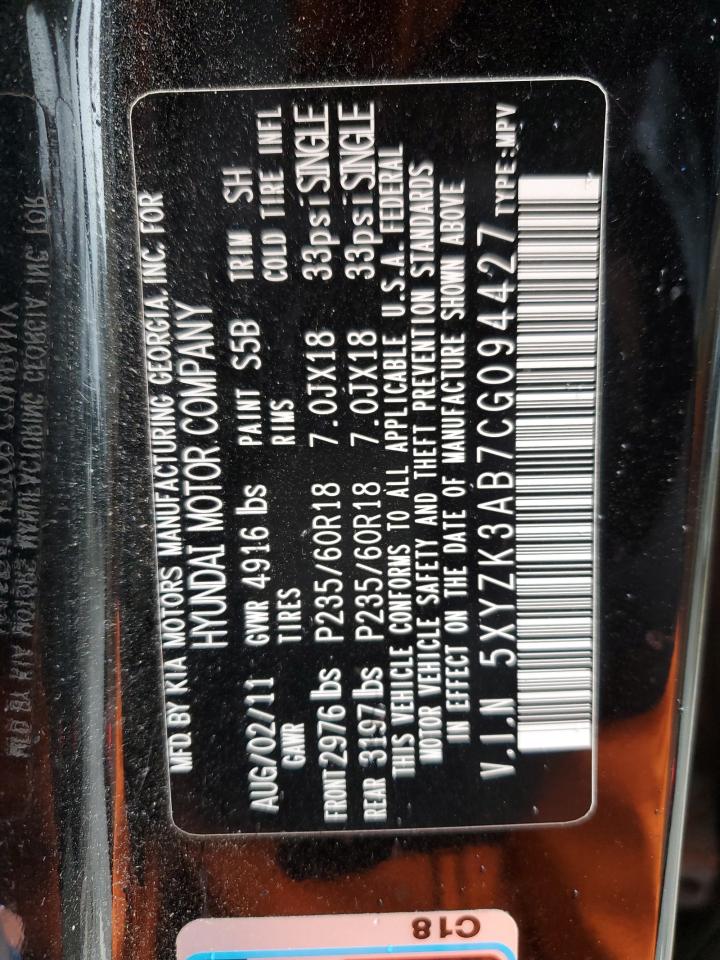 MFD BY KIA MOTORS MANUFACTURING GEORGIA, INC. FOR
HYUNDAI MOTOR COMPANY
AUG/02/11 GVWR 4916 lbs PAINT S5B TRIM SH
GAWR TIRES RIMS COLD TIRE INFL
FRONT 2976 lbs P235/60R18 7.0JX18 33psi SINGLE
REAR 3197 lbs P235/60R18 7.0JX18 33psi SINGLE
THIS VEHICLE CONFORMS TO ALL APPLICABLE U.S.A. FEDERAL
MOTOR VEHICLE SAFETY AND THEFT PREVENTION STANDARDS
IN EFFECT ON THE DATE OF MANUFACTURE SHOWN ABOVE
V.I.N 5XYZK3AB7CG094427 TYPE:MPV
C18